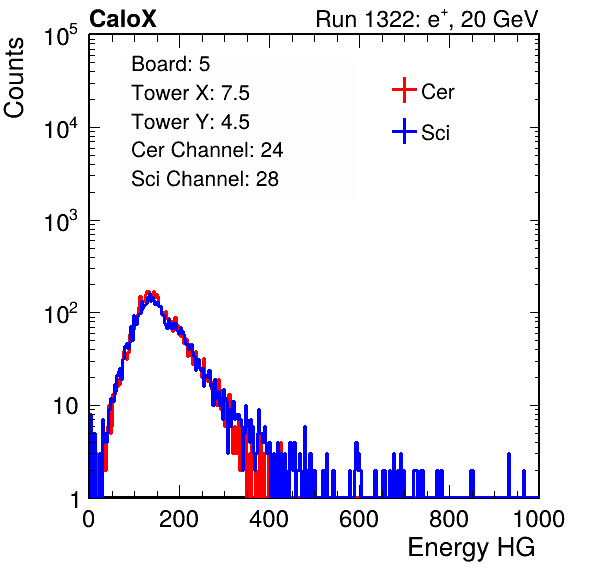 CaloX Run 1322: e⁺, 20 GeV
Counts
Board: 5
Tower X: 7.5
Tower Y: 4.5
Cer Channel: 24
Sci Channel: 28
Cer
Sci
10⁵
10⁴
10³
10²
10
1
0 200 400 600 800 1000
Energy HG